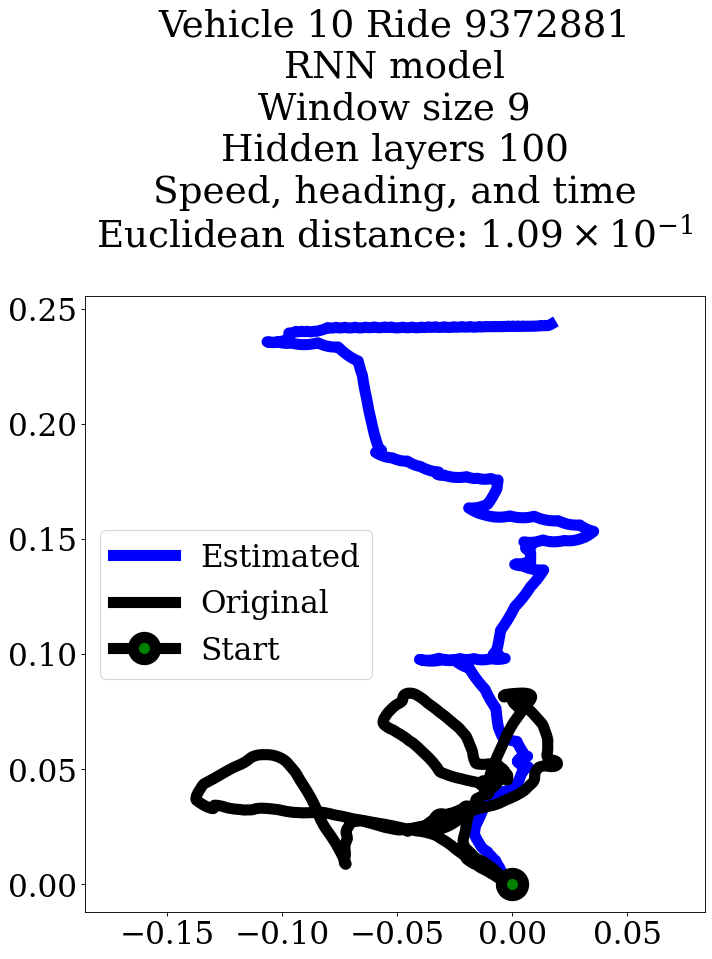 Vehicle 10 Ride 9372881
RNN model
Window size 9
Hidden layers 100
Speed, heading, and time
Euclidean distance: 1.09 × 10⁻¹
0.25
0.20
0.15
0.10
0.05
0.00
Estimated
Original
Start
−0.15 −0.10 −0.05 0.00 0.05